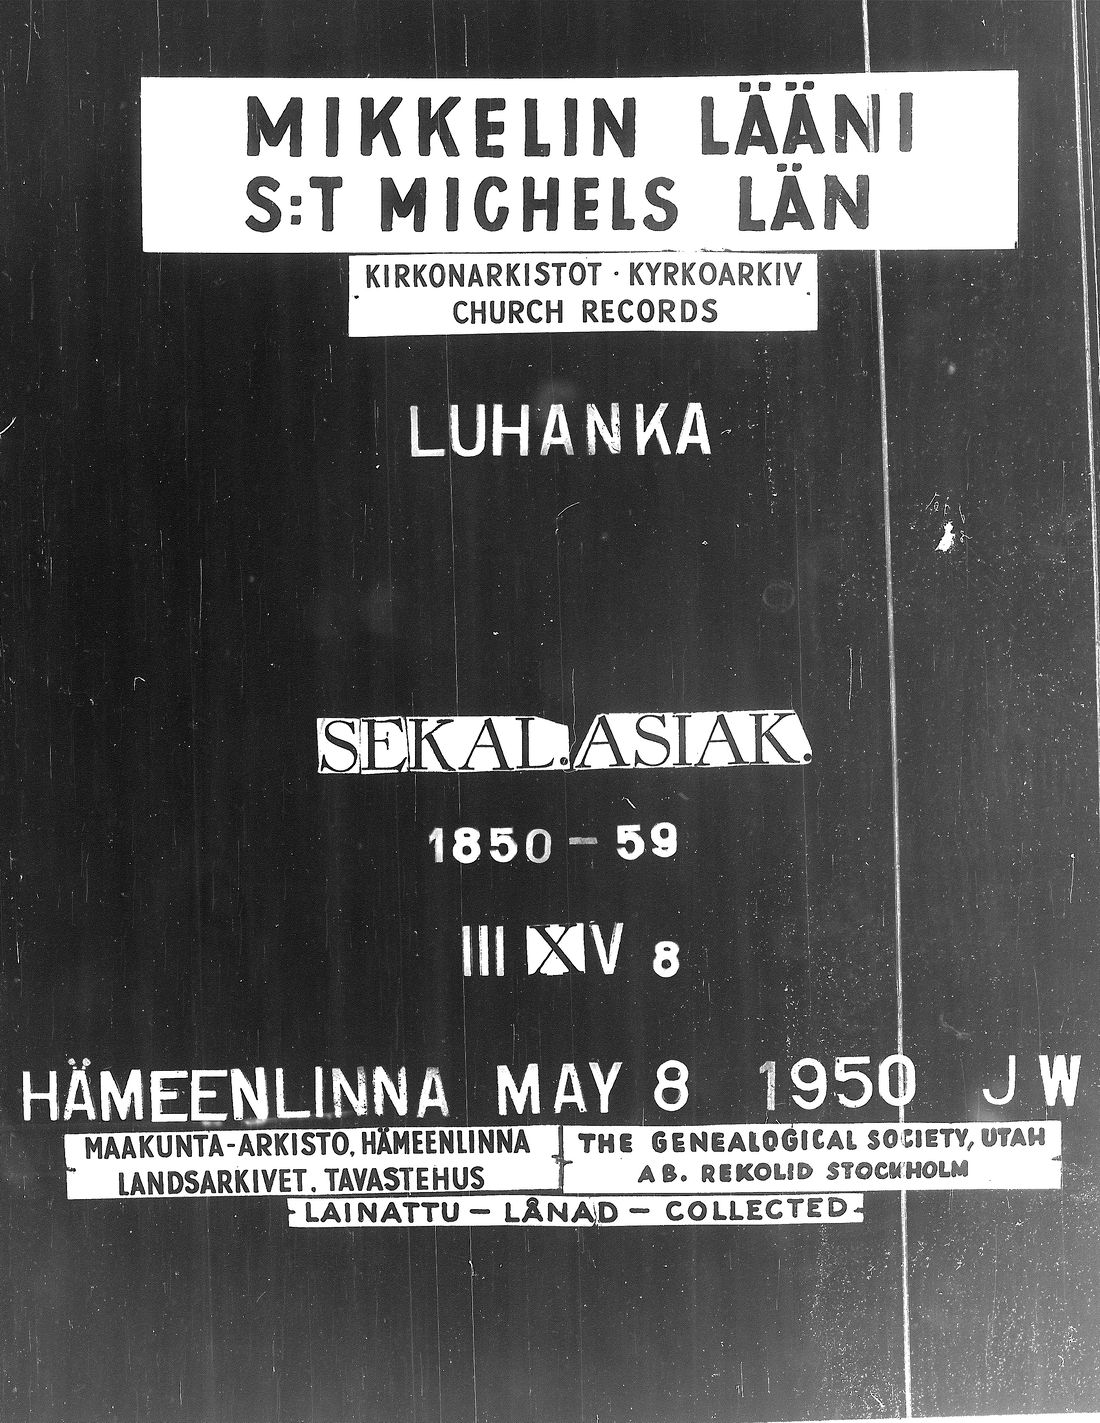 MIKKELIN LÄÄNI
S:T MICHELS LÄN
KIRKONARKISTOT · KYRKOARKIV
CHURCH RECORDS
LUHANKA
SEKAL. ASIAK.
1850 - 59
III XV 8
HÄMEENLINNA MAY 8 1950 J W
MAAKUNTA-ARKISTO, HÄMEENLINNA
LANDSARKIVET, TAVASTEHUS
THE GENEALOGICAL SOCIETY, UTAH
AB. REKOLID STOCKHOLM
LAINATTU - LÅNAD - COLLECTED